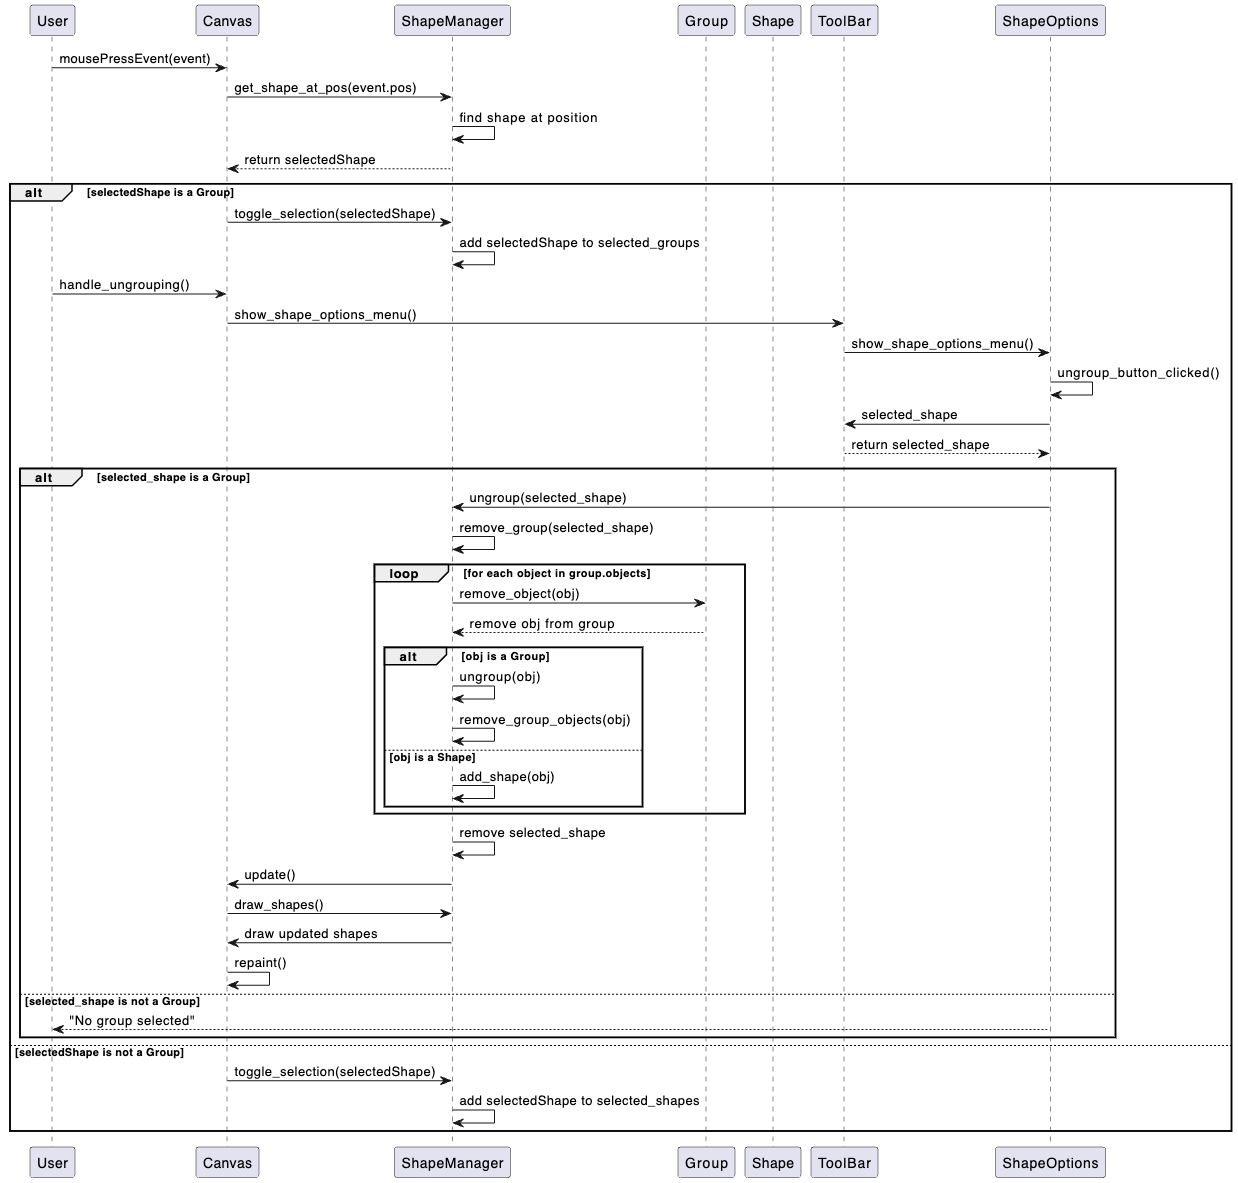 User Canvas ShapeManager Group Shape ToolBar ShapeOptions
mousePressEvent(event)
get_shape_at_pos(event.pos)
find shape at position
return selectedShape
alt [selectedShape is a Group]
toggle_selection(selectedShape)
add selectedShape to selected_groups
handle_ungrouping()
show_shape_options_menu()
show_shape_options_menu()
ungroup_button_clicked()
selected_shape
return selected_shape
alt [selected_shape is a Group]
ungroup(selected_shape)
remove_group(selected_shape)
loop [for each object in group.objects]
remove_object(obj)
remove obj from group
alt [obj is a Group]
ungroup(obj)
remove_group_objects(obj)
[obj is a Shape]
add_shape(obj)
remove selected_shape
update()
draw_shapes()
draw updated shapes
repaint()
[selected_shape is not a Group]
"No group selected"
[selectedShape is not a Group]
toggle_selection(selectedShape)
add selectedShape to selected_shapes
User Canvas ShapeManager Group Shape ToolBar ShapeOptions